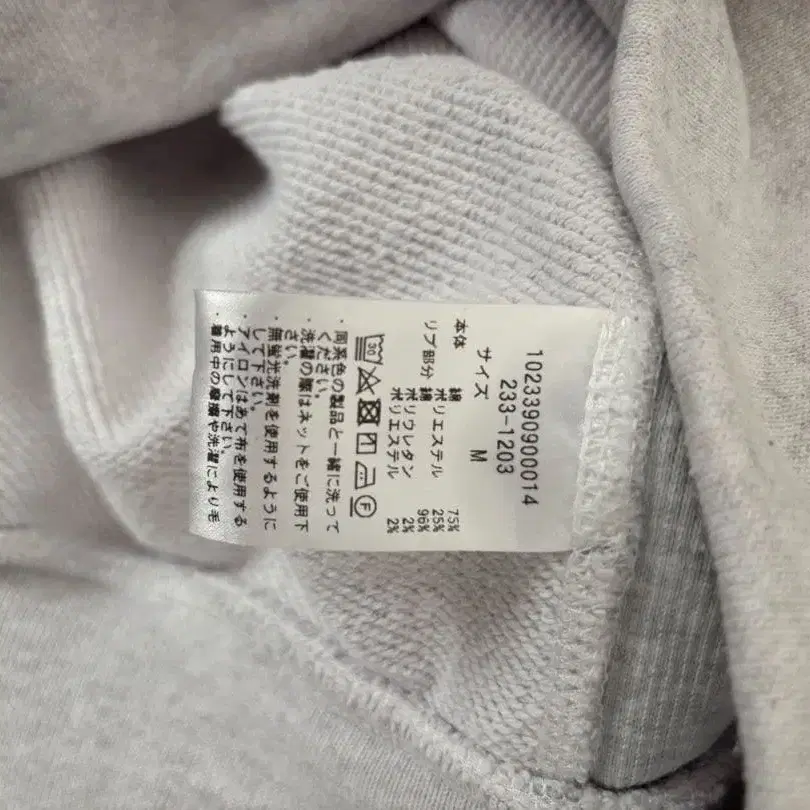 1023390900014
233-1203
サイズ M
本体 綿 75%
ポリエステル 25%
リブ部分 綿 96%
ポリウレタン 2%
ポリエステル 2%
30 F
・同系色の製品と一緒に洗って
ください。
・洗濯の際はネットをご使用下
さい。
・無蛍光洗剤を使用するように
して下さい。
・アイロンはあて布を使用する
ようにして下さい。
・着用中の摩擦や洗濯により毛